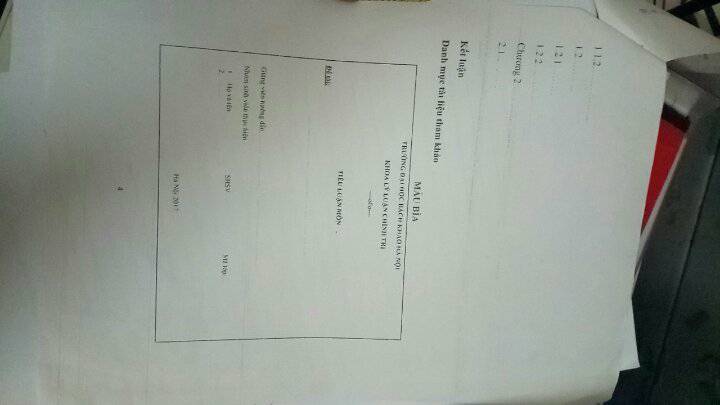 1.1.2.
1.2
1.2.1
1.2.2
Chương 2
2.1
Kết luận
Danh mục tài liệu tham khảo
MẪU BÌA
TRƯỜNG ĐẠI HỌC BÁCH KHOA HÀ NỘI
KHOA LÝ LUẬN CHÍNH TRỊ
---o0o---
TIỂU LUẬN MÔN :
Đề tài:
Giảng viên hướng dẫn:
Nhóm sinh viên thực hiện
1. Họ và tên SHSV Mã lớp:
2.
Hà Nội 2017
4